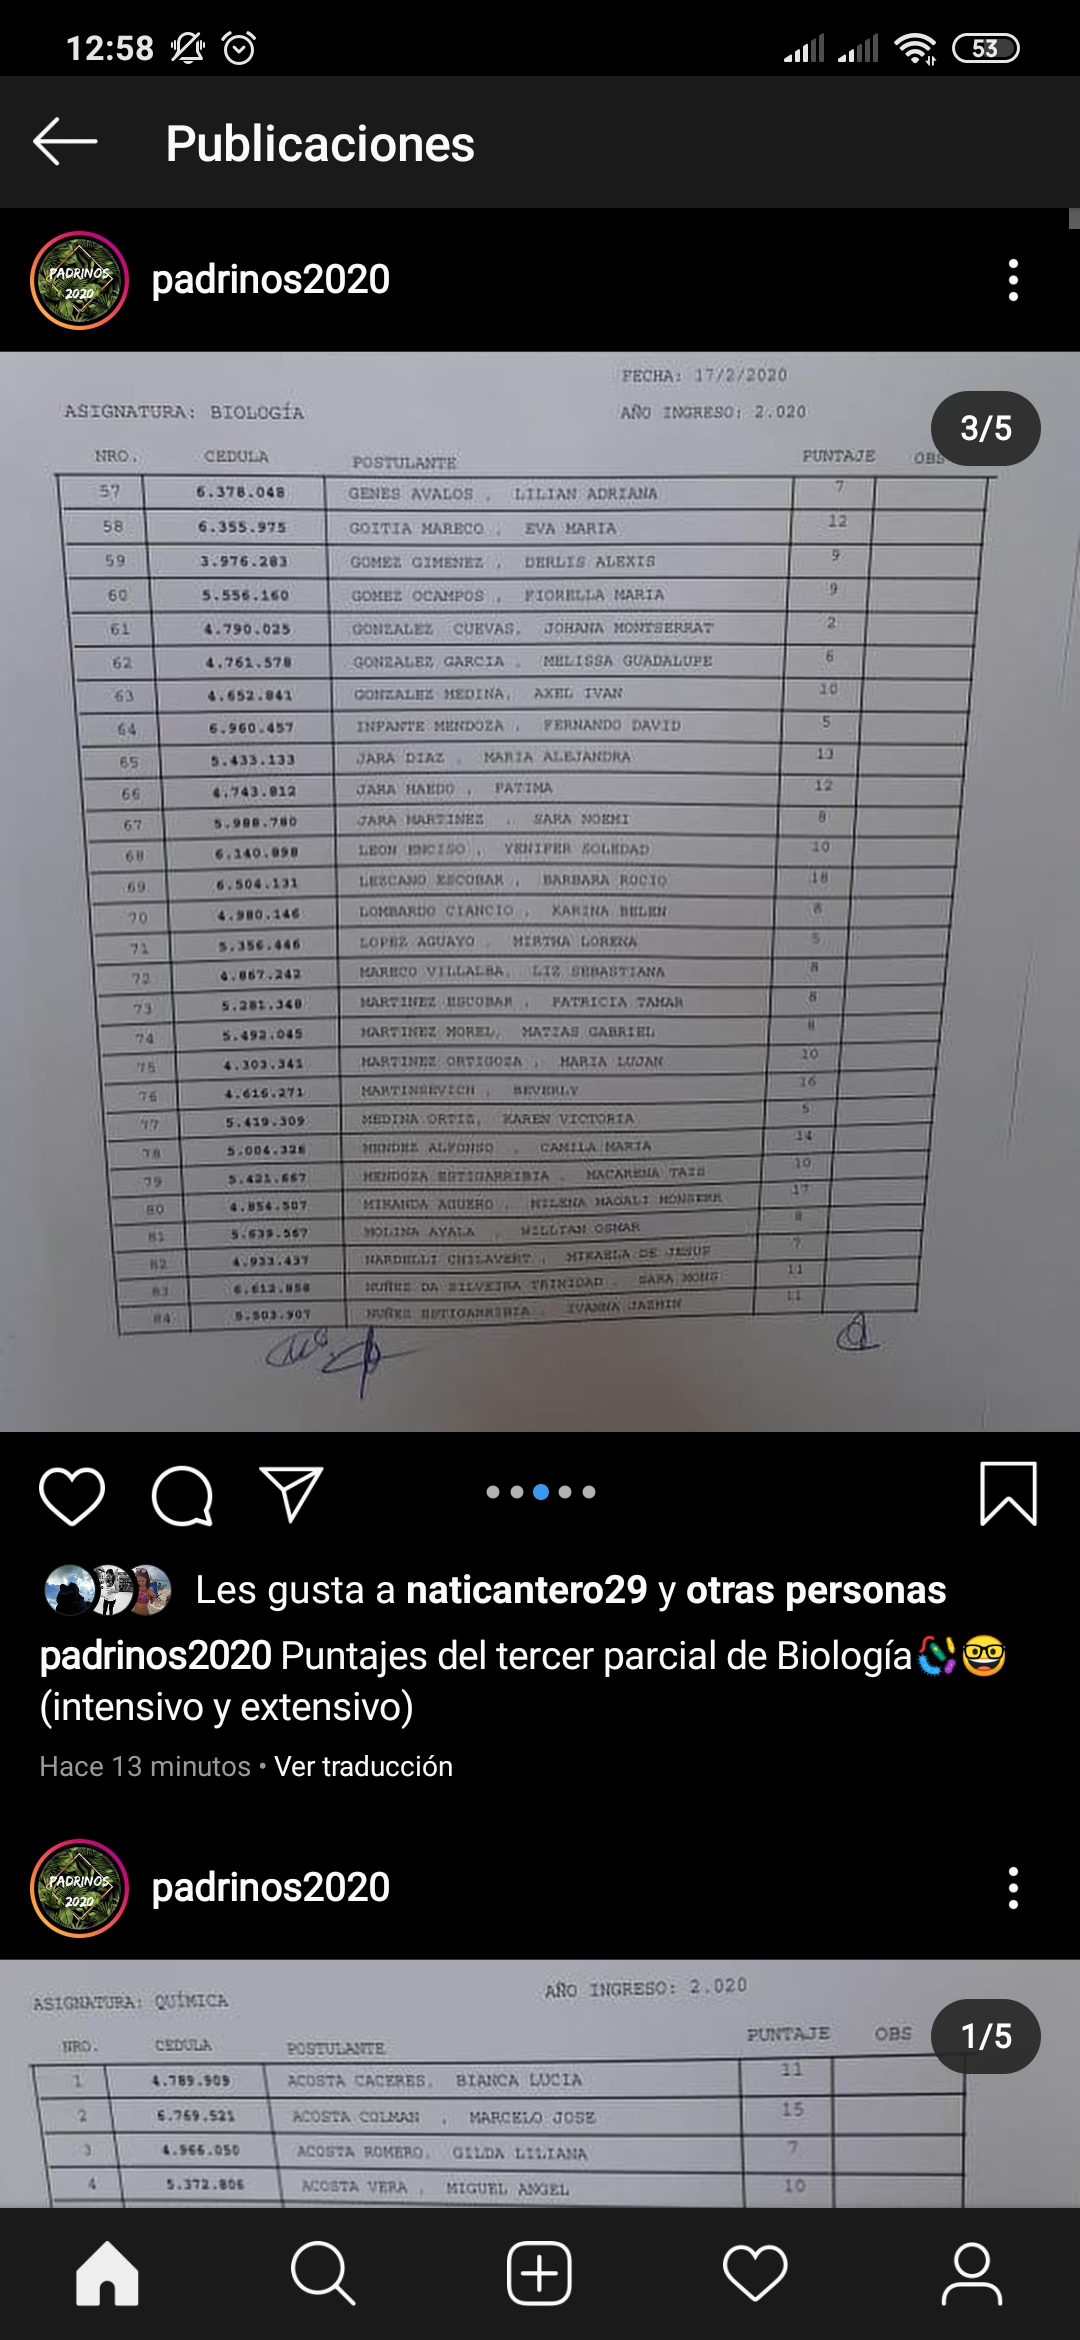 12:58
53
Publicaciones
PADRINOS
2020
padrinos2020
FECHA: 17/2/2020
ASIGNATURA: BIOLOGÍA AÑO INGRESO: 2.020
3/5
NRO. CEDULA POSTULANTE PUNTAJE OBS
57 6.378.048 GENES AVALOS , LILIAN ADRIANA 7
58 6.355.975 GOITIA MARECO , EVA MARIA 12
59 3.976.283 GOMEZ GIMENEZ , DERLIS ALEXIS 9
60 5.556.160 GOMEZ OCAMPOS , FIORELLA MARIA 9
61 4.790.025 GONZALEZ CUEVAS, JOHANA MONTSERRAT 2
62 4.761.578 GONZALEZ GARCIA , MELISSA GUADALUPE 6
63 4.652.841 GONZALEZ MEDINA, AXEL IVAN 10
64 6.960.457 INFANTE MENDOZA , FERNANDO DAVID 5
65 5.433.133 JARA DIAZ , MARIA ALEJANDRA 13
66 4.743.812 JARA HAEDO , FATIMA 12
67 5.988.780 JARA MARTINEZ , SARA NOEMI 8
68 6.140.898 LEON ENCISO , YENIFER SOLEDAD 10
69 6.504.131 LEZCANO ESCOBAR , BARBARA ROCIO 18
70 4.980.146 LOMBARDO CIANCIO , KARINA BELEN 8
71 5.356.446 LOPEZ AGUAYO , MIRTHA LORENA 5
72 4.867.242 MARECO VILLALBA, LIZ SEBASTIANA 8
73 5.281.348 MARTINEZ ESCOBAR , PATRICIA TAMAR 8
74 5.492.045 MARTINEZ MOREL, MATIAS GABRIEL 8
75 4.303.341 MARTINEZ ORTIGOZA , MARIA LUJAN 10
76 4.616.271 MARTINSEVICH , BEVERLY 16
77 5.419.309 MEDINA ORTIZ, KAREN VICTORIA 5
78 5.004.326 MENDEZ ALFONSO , CAMILA MARIA 14
79 5.421.667 MENDOZA ESTIGARRIBIA , MACARENA TAIS 10
80 4.854.507 MIRANDA AGUERO , MILENA MAGALI MONSERR 17
81 5.639.567 MOLINA AYALA , WILLIAN OSMAR 8
82 4.933.437 NARDELLI CHILAVERT , MIKAELA DE JESUS 7
83 6.612.858 NUÑEZ DA SILVEIRA TRINIDAD , SARA MONS 11
84 5.503.907 NUÑEZ ESTIGARRIBIA , IVANNA JAZMIN 11
Les gusta a naticantero29 y otras personas
padrinos2020 Puntajes del tercer parcial de Biología
(intensivo y extensivo)
Hace 13 minutos • Ver traducción
PADRINOS
2020
padrinos2020
ASIGNATURA: QUÍMICA AÑO INGRESO: 2.020
1/5
NRO. CEDULA POSTULANTE PUNTAJE OBS
1 4.789.909 ACOSTA CACERES, BIANCA LUCIA 11
2 6.769.521 ACOSTA COLMAN , MARCELO JOSE 15
3 4.966.050 ACOSTA ROMERO, GILDA LILIANA 7
4 5.372.806 ACOSTA VERA , MIGUEL ANGEL 10